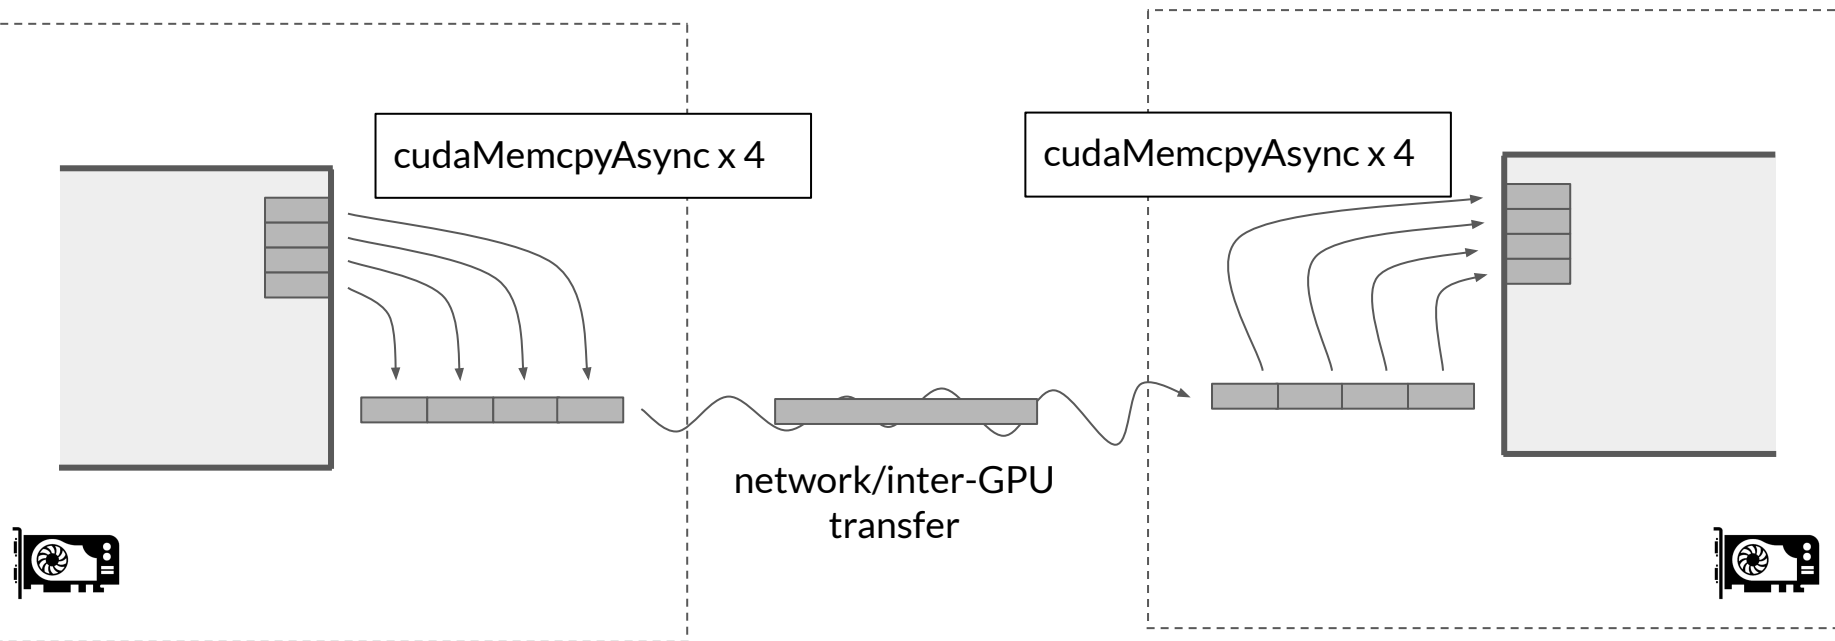 cudaMemcpyAsync x 4
cudaMemcpyAsync x 4
network/inter-GPU
transfer